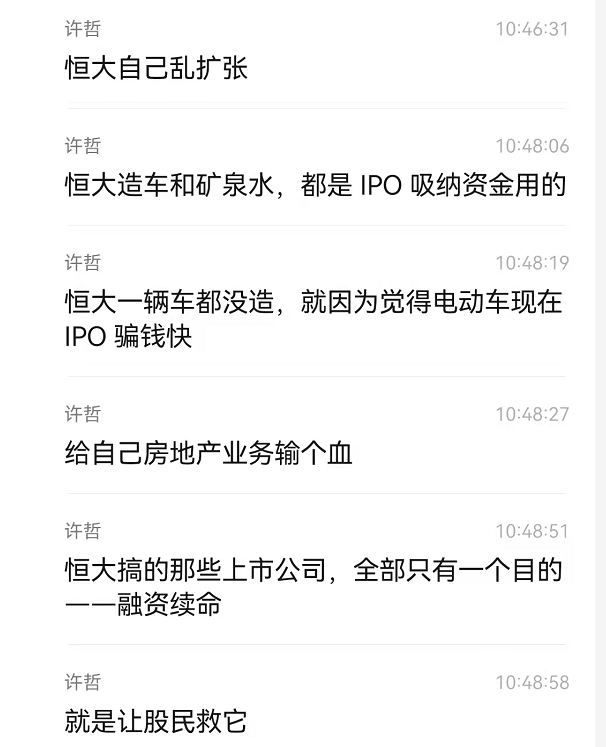 许哲 10:46:31
恒大自己乱扩张
许哲 10:48:06
恒大造车和矿泉水，都是 IPO 吸纳资金用的
许哲 10:48:19
恒大一辆车都没造，就因为觉得电动车现在
IPO 骗钱快
许哲 10:48:27
给自己房地产业务输个血
许哲 10:48:51
恒大搞的那些上市公司，全部只有一个目的
——融资续命
许哲 10:48:58
就是让股民救它